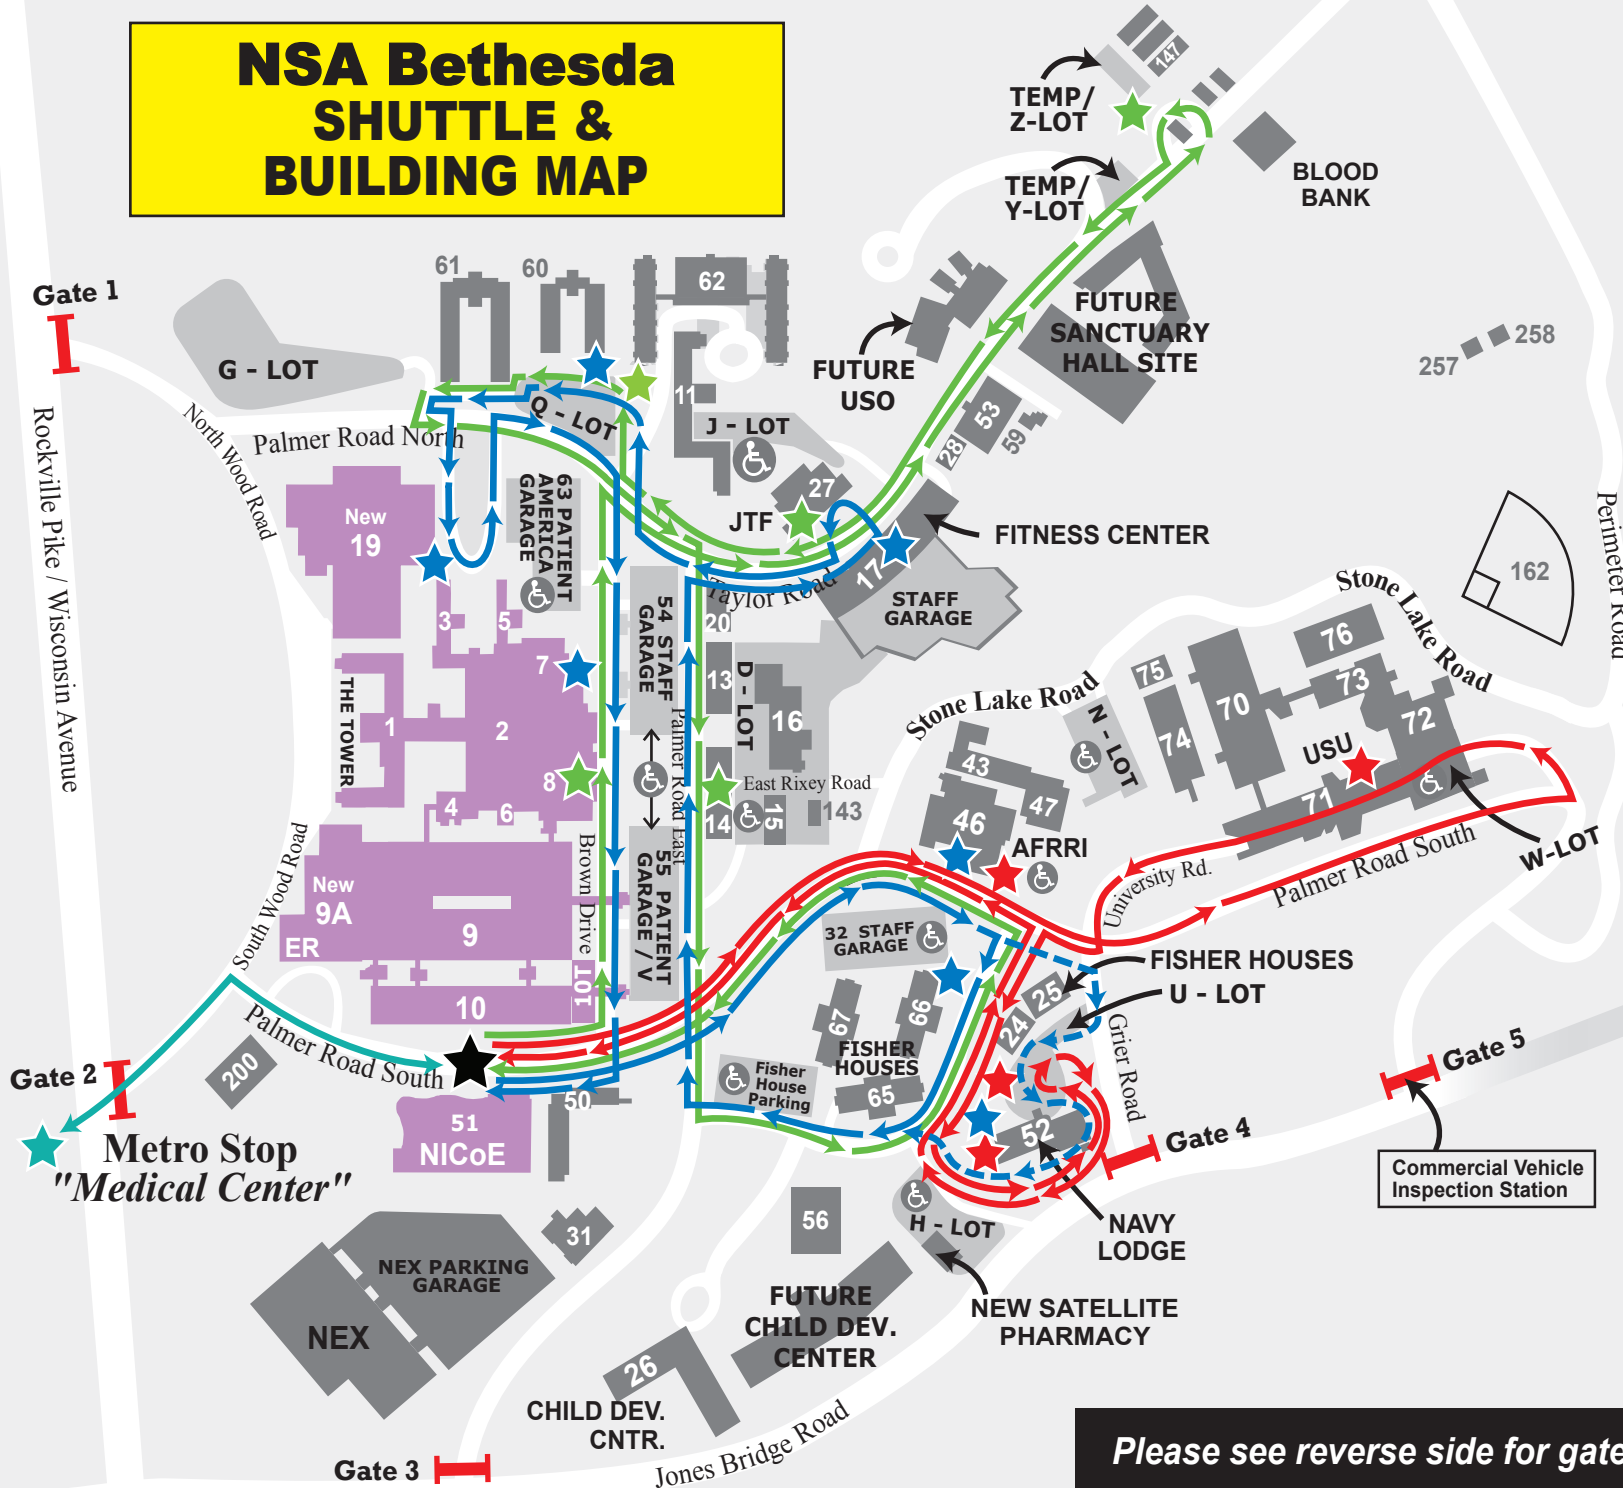 NSA Bethesda
SHUTTLE &
BUILDING MAP
TEMP/
Z-LOT
147
BLOOD
BANK
TEMP/
Y-LOT
Gate 1
61
60
62
G - LOT
FUTURE
SANCTUARY
HALL SITE
FUTURE
USO
258
257
11
Q - LOT
J - LOT
53
59
28
North Wood Road
Palmer Road North
Rockville Pike / Wisconsin Avenue
63 PATIENT
AMERICA
GARAGE
27
JTF
FITNESS CENTER
New
19
17
Taylor Road
STAFF
GARAGE
162
Perimeter Road
Stone Lake Road
3
5
54 STAFF
GARAGE
20
7
13
D - LOT
16
THE TOWER
1
2
Palmer Road East
Stone Lake Road
N - LOT
75
74
70
76
73
72
USU
71
W-LOT
8
4
6
East Rixey Road
14
15
143
43
47
46
AFRRI
Brown Drive
55 PATIENT
GARAGE / V
University Rd.
Palmer Road South
South Wood Road
New
9A
ER
9
32 STAFF
GARAGE
10T
10
FISHER HOUSES
U - LOT
25
24
67
66
FISHER
HOUSES
65
Grier Road
Palmer Road South
200
Fisher
House
Parking
Gate 5
Gate 2
50
51
NICoE
52
Gate 4
Metro Stop
"Medical Center"
Commercial Vehicle
Inspection Station
31
56
H - LOT
NAVY
LODGE
NEX PARKING
GARAGE
NEX
FUTURE
CHILD DEV.
CENTER
NEW SATELLITE
PHARMACY
26
CHILD DEV.
CNTR.
Jones Bridge Road
Gate 3
Please see reverse side for gate